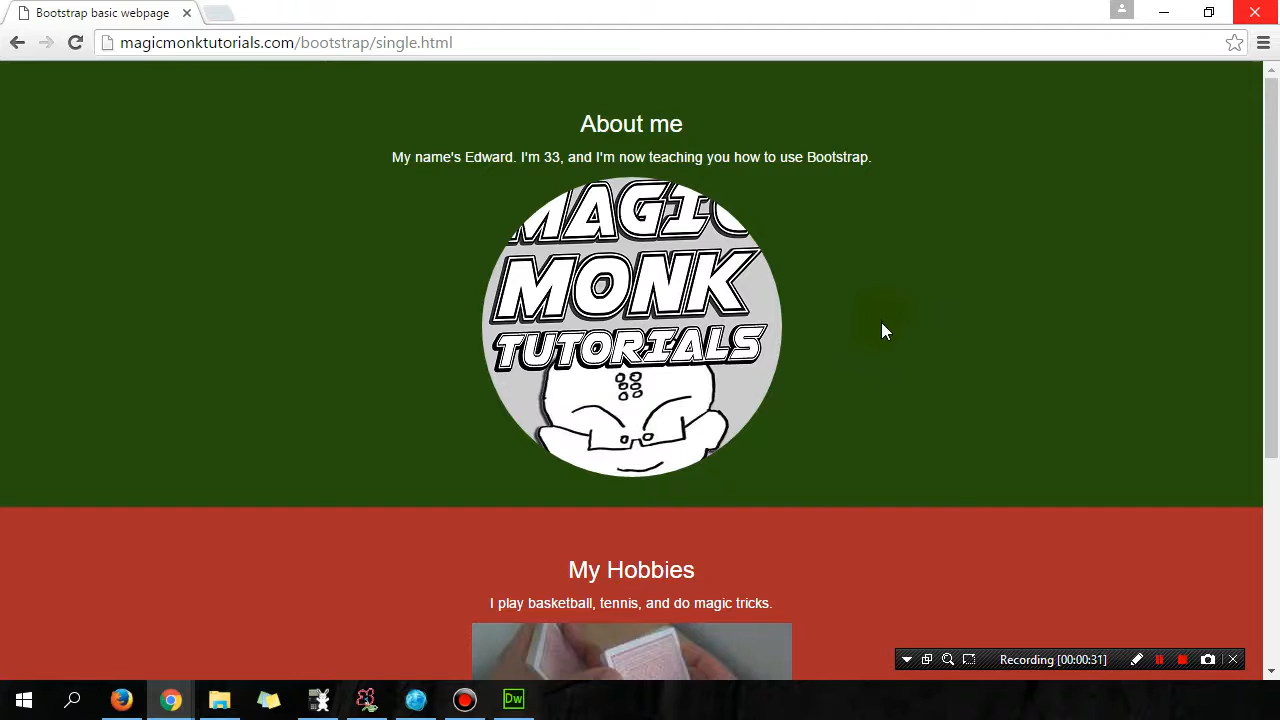 Bootstrap basic webpage
magicmonktutorials.com/bootstrap/single.html
About me
My name's Edward. I'm 33, and I'm now teaching you how to use Bootstrap.
MAGIC
MONK
TUTORIALS
My Hobbies
I play basketball, tennis, and do magic tricks.
Recording [00:00:31]
Dw